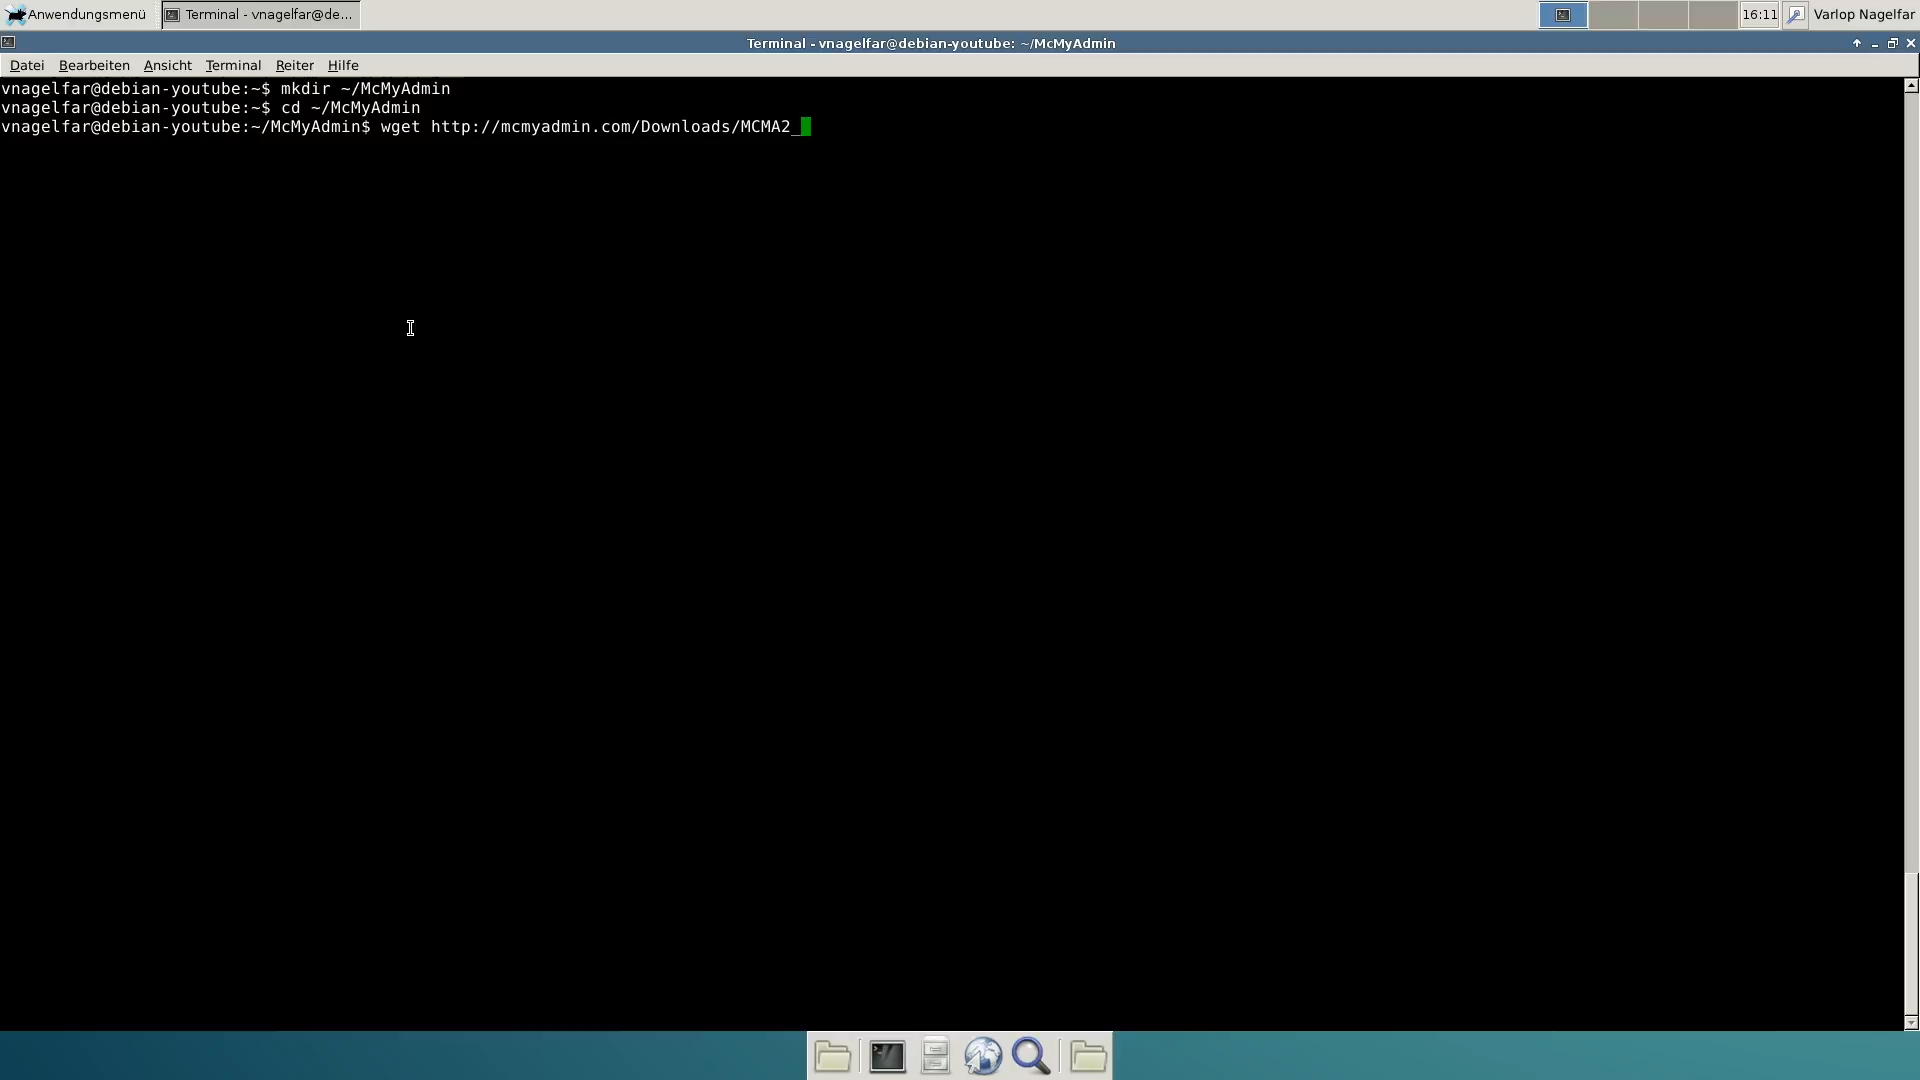 Anwendungsmenü
Terminal - vnagelfar@de...
16:11
Varlop Nagelfar
Terminal - vnagelfar@debian-youtube: ~/McMyAdmin
Datei Bearbeiten Ansicht Terminal Reiter Hilfe
vnagelfar@debian-youtube:~$ mkdir ~/McMyAdmin
vnagelfar@debian-youtube:~$ cd ~/McMyAdmin
vnagelfar@debian-youtube:~/McMyAdmin$ wget http://mcmyadmin.com/Downloads/MCMA2_